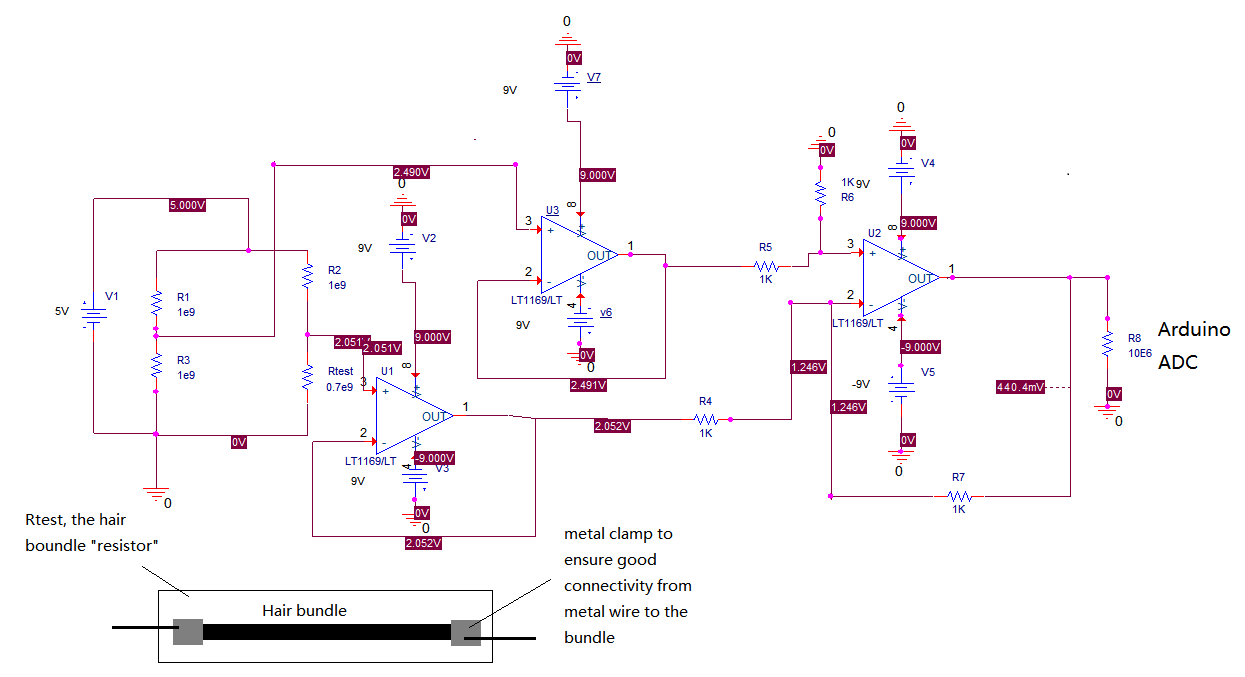 0
0V
V7
9V
9.000V
0
0V
V4
9V
1K
R6
0
0V
9.000V
2.490V
0
0V
V2
9V
5.000V
U3
8
3
+
2
-
OUT
1
V+
V-
4
LT1169/LT
R5
1K
U2
8
3
+
2
-
OUT
1
V+
V-
4
LT1169/LT
R2
1e9
V1
5V
R1
1e9
9V
v6
0V
0
R8
10E6
Arduino
ADC
2.051V
2.051V
9.000V
R3
1e9
Rtest
0.7e9
U1
8
3
+
2
-
OUT
1
V+
V-
4
LT1169/LT
-9.000V
V5
-9V
1.246V
1.246V
440.4mV
0V
0
2.491V
R4
1K
2.052V
0V
-9.000V
V3
9V
0V
0
R7
1K
0
0V
0
2.052V
Rtest, the hair
boundle "resistor"
metal clamp to
ensure good
connectivity from
metal wire to the
bundle
Hair bundle